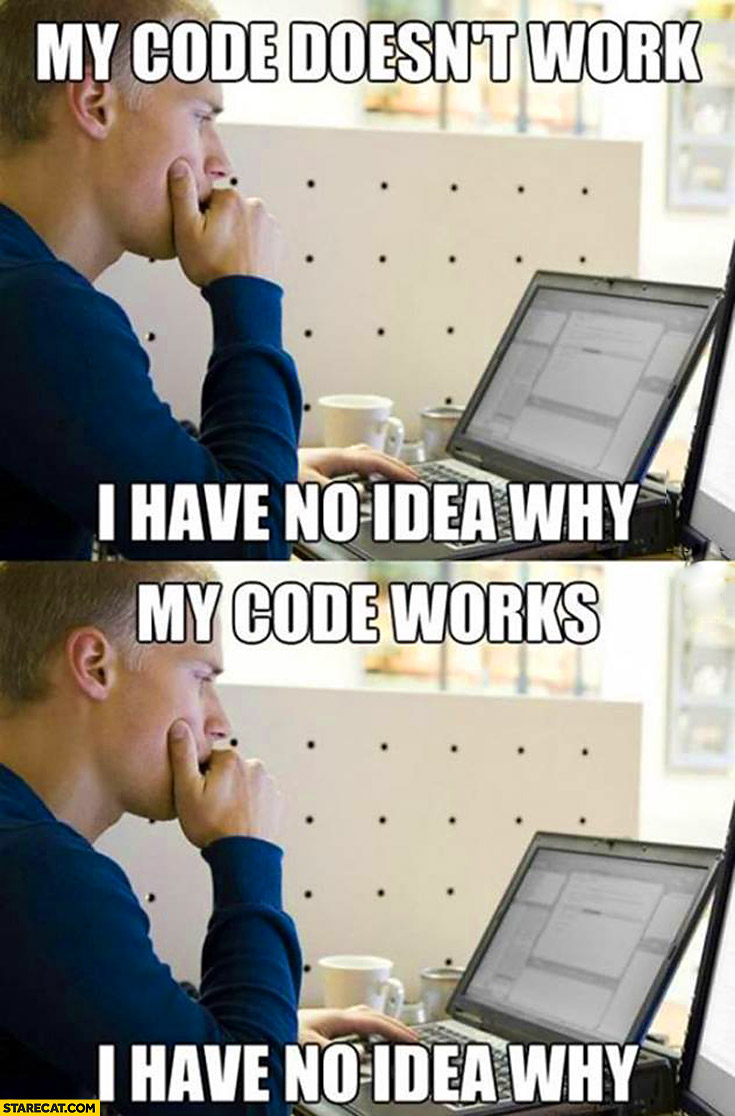 MY CODE DOESN'T WORK
I HAVE NO IDEA WHY
MY CODE WORKS
I HAVE NO IDEA WHY
STARECAT.COM